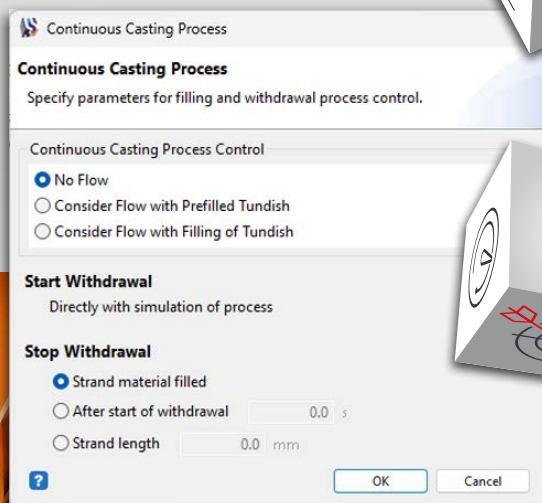 Continuous Casting Process
Continuous Casting Process
Specify parameters for filling and withdrawal process control.
Continuous Casting Process Control
No Flow
Consider Flow with Prefilled Tundish
Consider Flow with Filling of Tundish
Start Withdrawal
Directly with simulation of process
Stop Withdrawal
Strand material filled
After start of withdrawal 0.0 s
Strand length 0.0 mm
? OK Cancel